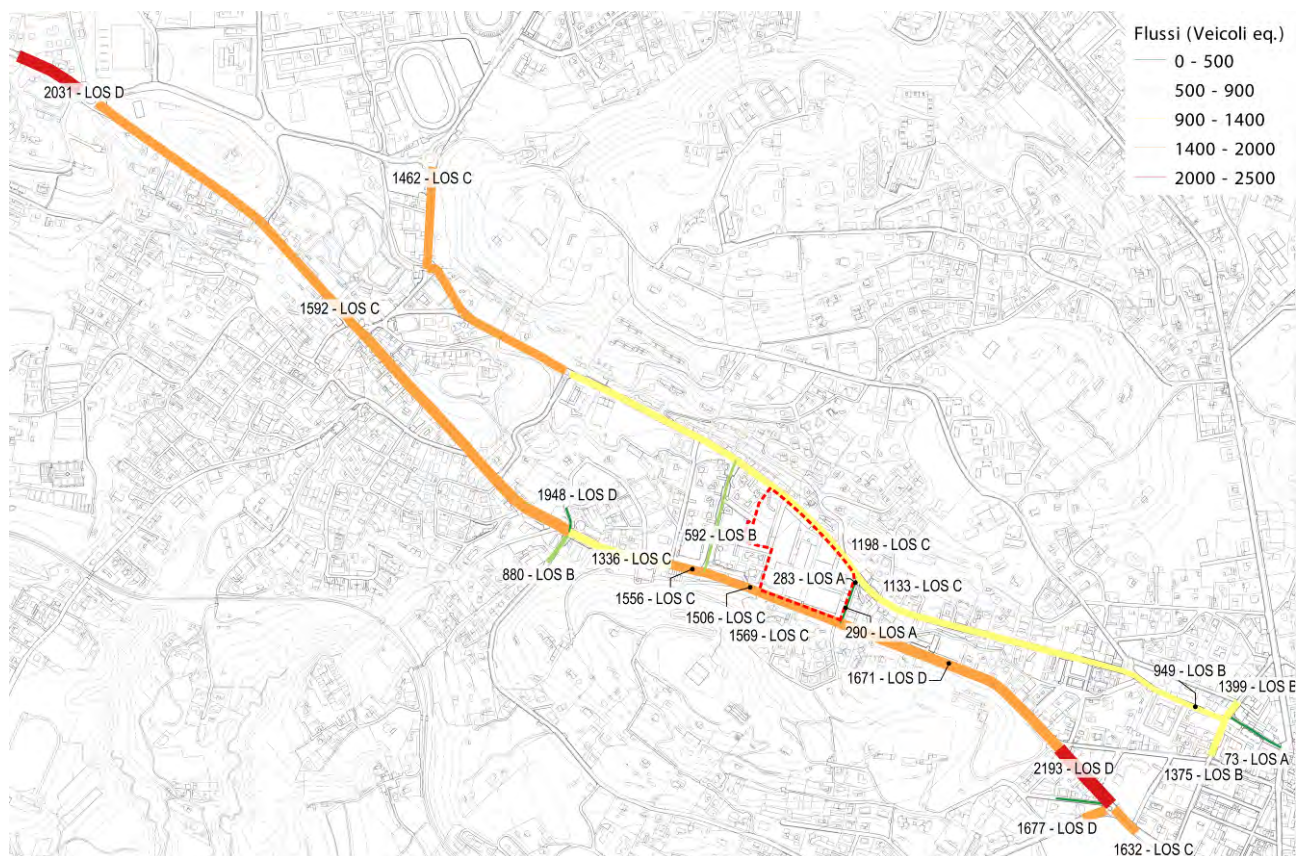 Flussi (Veicoli eq.)
0 - 500
500 - 900
900 - 1400
1400 - 2000
2000 - 2500
2031 - LOS D
1462 - LOS C
1592 - LOS C
1948 - LOS D
592 - LOS B
1198 - LOS C
880 - LOS B
1336 - LOS C
283 - LOS A
1133 - LOS C
1556 - LOS C
1506 - LOS C
1569 - LOS C
290 - LOS A
1671 - LOS D
949 - LOS B
1399 - LOS B
2193 - LOS D
73 - LOS A
1375 - LOS B
1677 - LOS D
1632 - LOS C